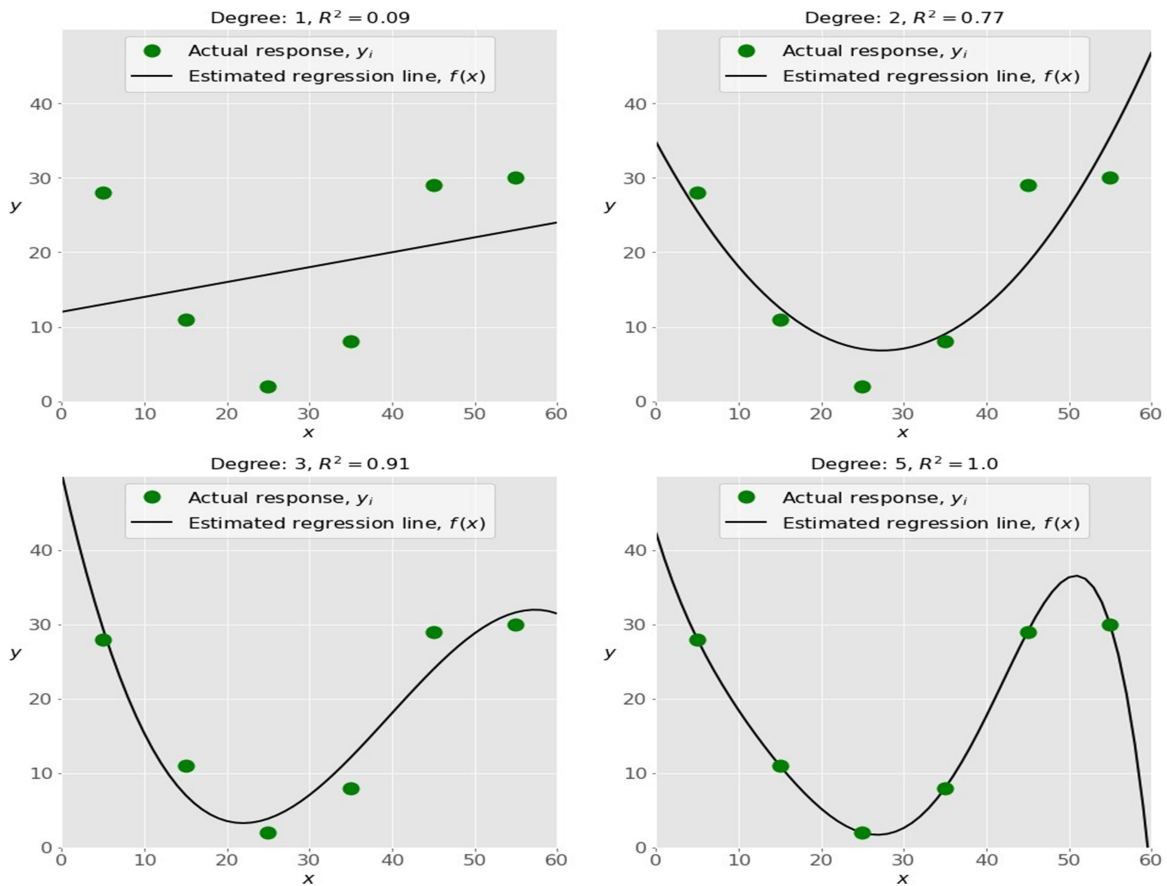 Degree: 1, R² = 0.09
Actual response, yᵢ
Estimated regression line, f(x)
40
30
y
20
10
0
0 10 20 30 40 50 60
x
Degree: 2, R² = 0.77
Actual response, yᵢ
Estimated regression line, f(x)
40
30
y
20
10
0
0 10 20 30 40 50 60
x
Degree: 3, R² = 0.91
Actual response, yᵢ
Estimated regression line, f(x)
40
30
y
20
10
0
0 10 20 30 40 50 60
x
Degree: 5, R² = 1.0
Actual response, yᵢ
Estimated regression line, f(x)
40
30
y
20
10
0
0 10 20 30 40 50 60
x